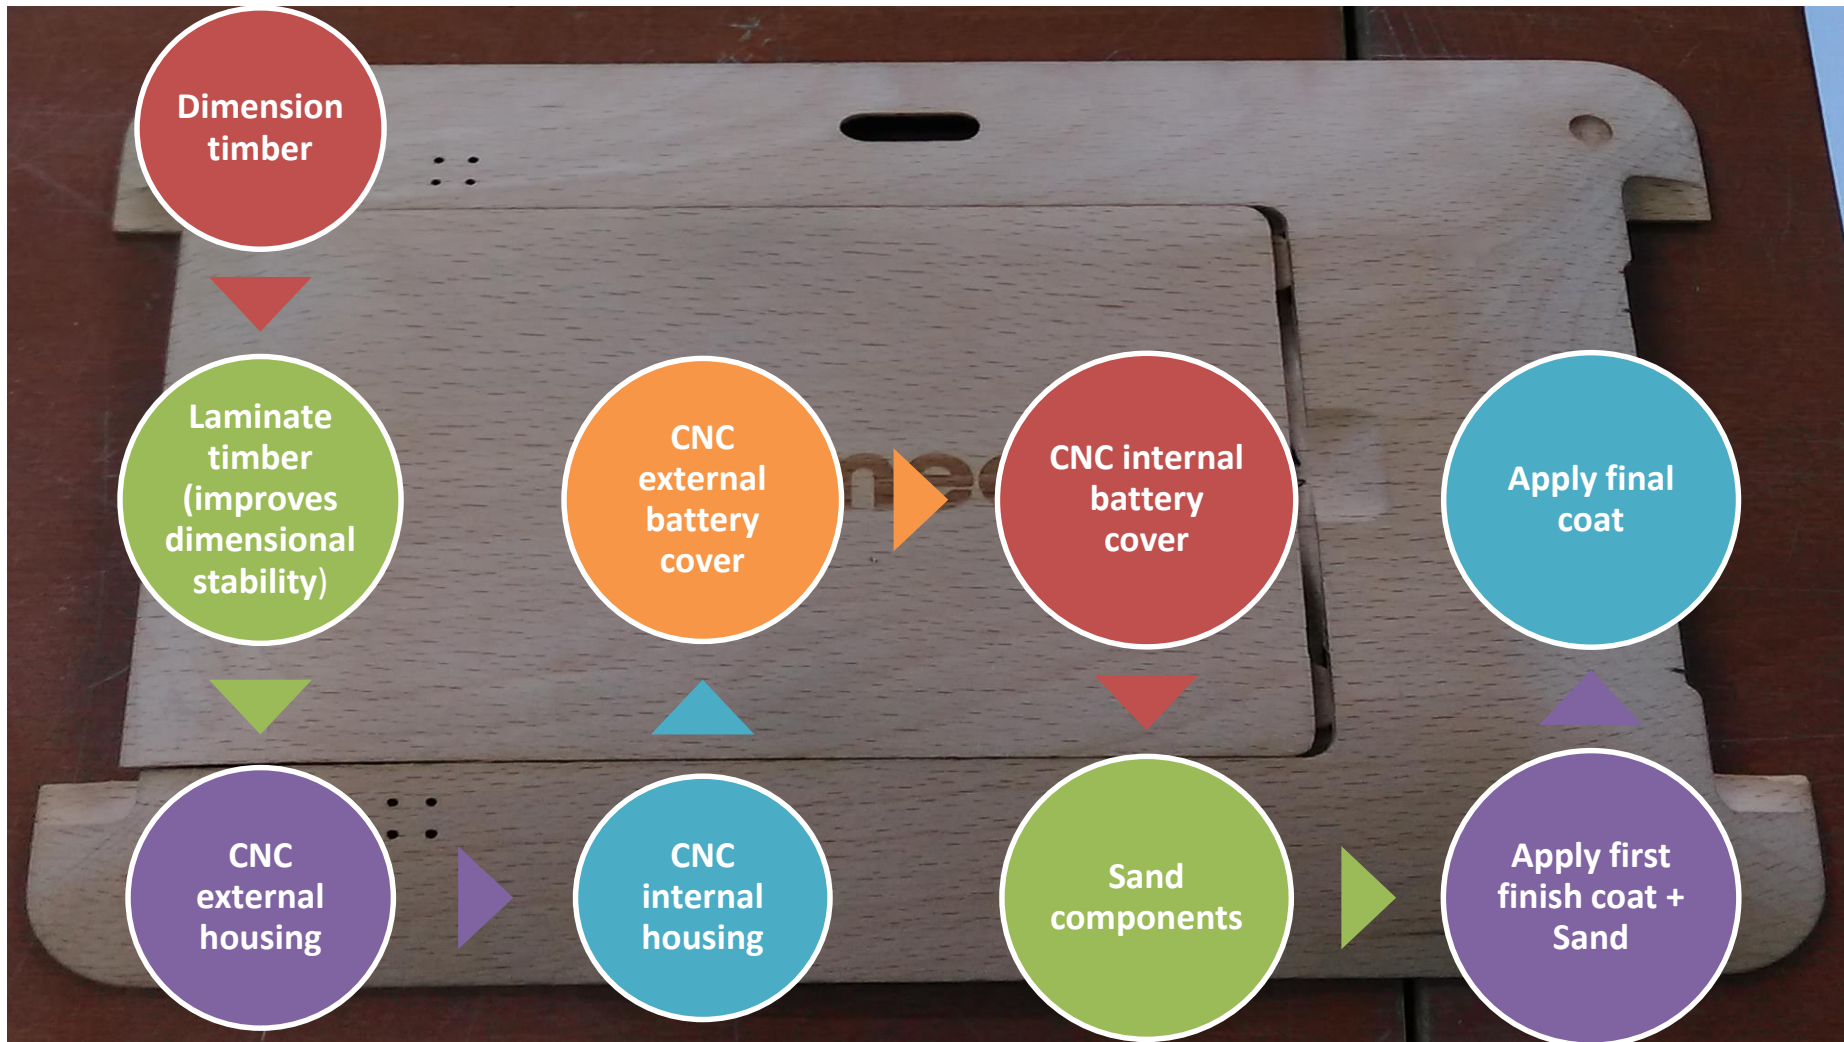 Dimension
timber
Laminate
timber
(improves
dimensional
stability)
CNC
external
housing
CNC
internal
housing
CNC
external
battery
cover
CNC internal
battery
cover
Sand
components
Apply first
finish coat +
Sand
Apply final
coat